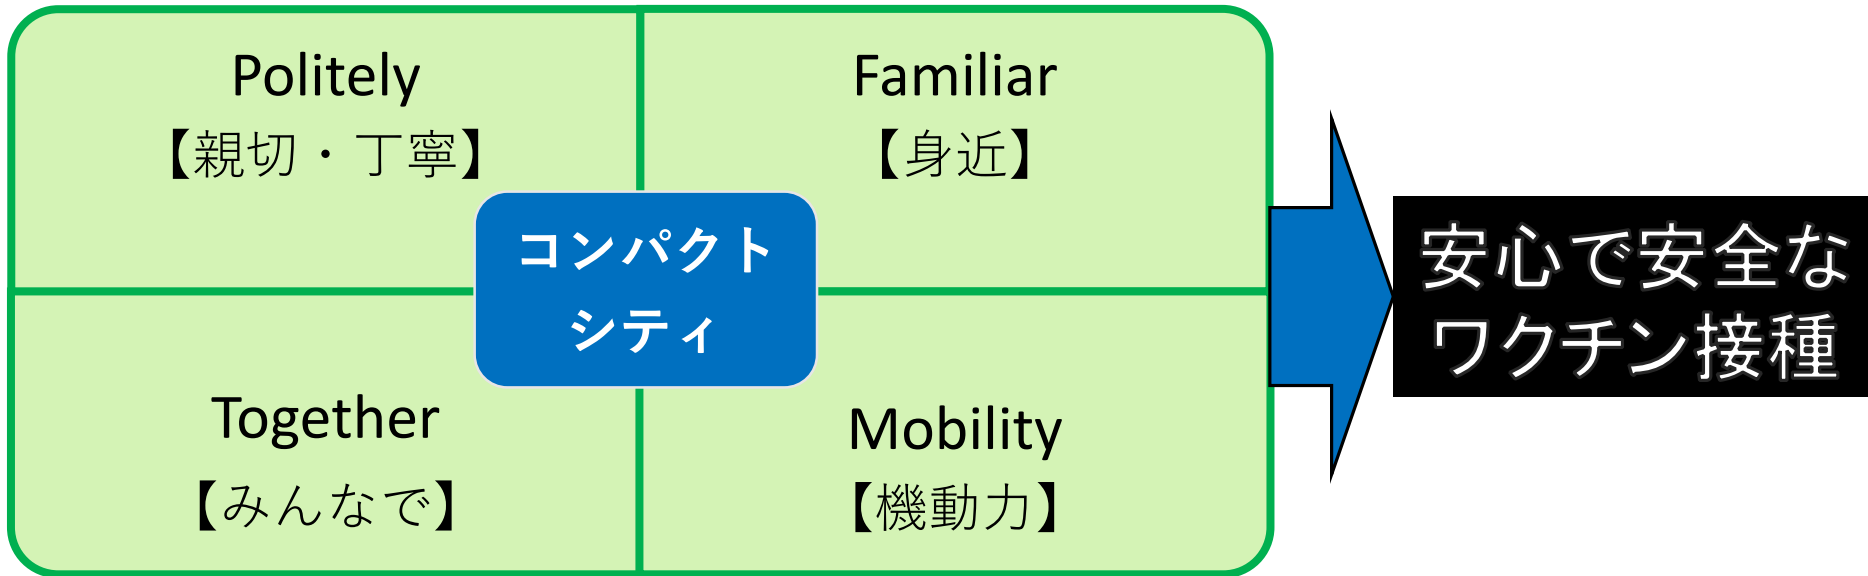 Politely
【親切・丁寧】
Familiar
【身近】
コンパクト
シティ
Together
【みんなで】
Mobility
【機動力】
安心で安全な
ワクチン接種